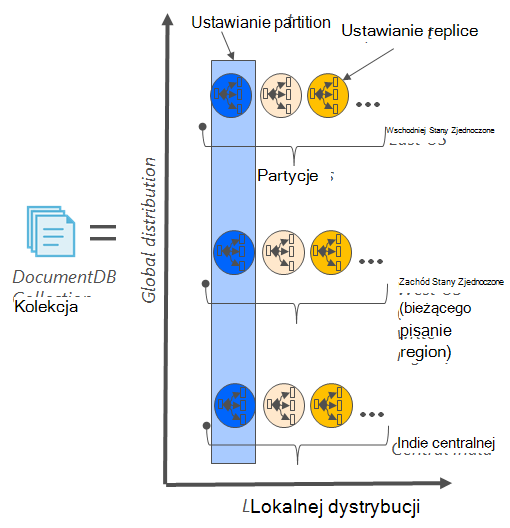 Ustawianie partition
Ustawianie replice
Wschodniej Stany Zjednoczone
Partycje
Global distribution
DocumentDB
Kolekcja
Zachód Stany Zjednoczone
(bieżącego
pisanie
region)
Indie centralnej
Lokalnej dystrybucji